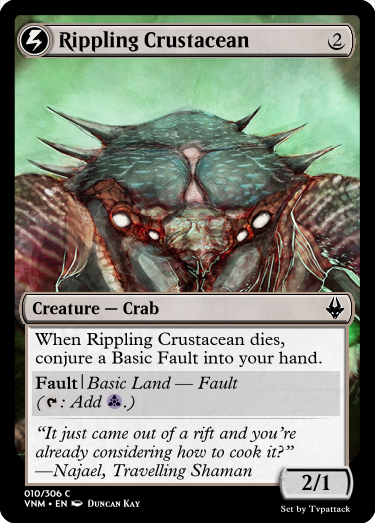 Rippling Crustacean 2
Creature — Crab
When Rippling Crustacean dies,
conjure a Basic Fault into your hand.
Fault | Basic Land — Fault
(: Add .)
“It just came out of a rift and you’re
already considering how to cook it?”
—Najael, Travelling Shaman
2/1
010/306 C
VNM • EN Duncan Kay
Set by Tvpattack